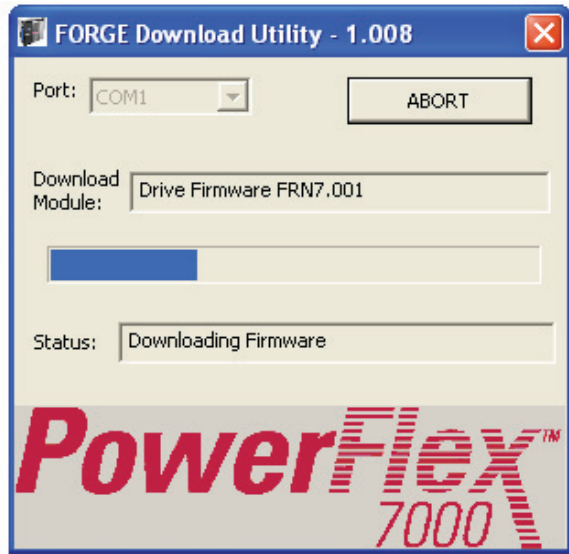 FORGE Download Utility - 1.008
Port: COM1 ABORT
Download Module: Drive Firmware FRN7.001
Status: Downloading Firmware
PowerFlex™
7000